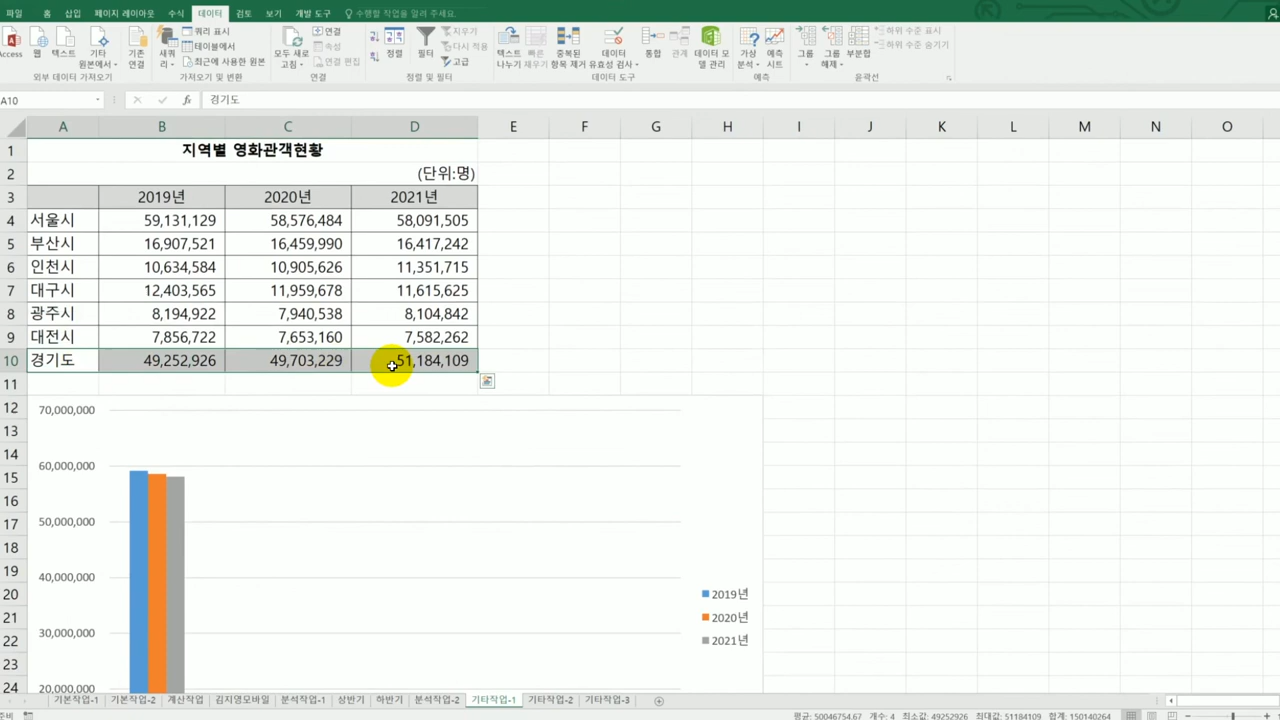 파일 홈 삽입 페이지 레이아웃 수식 데이터 검토 보기 개발 도구 수행할 작업을 알려 주세요.
Access 웹 텍스트 기타 원본에서 기존 연결 새쿼리 쿼리 표시 테이블에서 최근에 사용한 원본 모두 새로 고침 연결 속성 연결 편집 정렬 필터 지우기 다시 적용 고급 텍스트 나누기 빠른 채우기 중복된 항목 제거 데이터 유효성 검사 통합 관계 데이터 모델 관리 가상 분석 예측 시트 그룹 그룹 해제 부분합 하위 수준 표시 하위 수준 숨기기
외부 데이터 가져오기 가져오기 및 변환 연결 정렬 및 필터 데이터 도구 예측 윤곽선
A10 fx 경기도
A B C D E F G H I J K L M N O
1 지역별 영화관객현황
2 (단위:명)
3 2019년 2020년 2021년
4 서울시 59,131,129 58,576,484 58,091,505
5 부산시 16,907,521 16,459,990 16,417,242
6 인천시 10,634,584 10,905,626 11,351,715
7 대구시 12,403,565 11,959,678 11,615,625
8 광주시 8,194,922 7,940,538 8,104,842
9 대전시 7,856,722 7,653,160 7,582,262
10 경기도 49,252,926 49,703,229 51,184,109
11
12 70,000,000
13
14
15 60,000,000
16
17 50,000,000
18
19
20 40,000,000 2019년
21 2020년
22 30,000,000 2021년
23
24 20,000,000
기본작업-1 기본작업-2 계산작업 김지영모바일 분석작업-1 상반기 하반기 분석작업-2 기타작업-1 기타작업-2 기타작업-3
준비 평균: 50046754.67 개수: 4 최소값: 49252926 최대값: 51184109 합계: 150140264